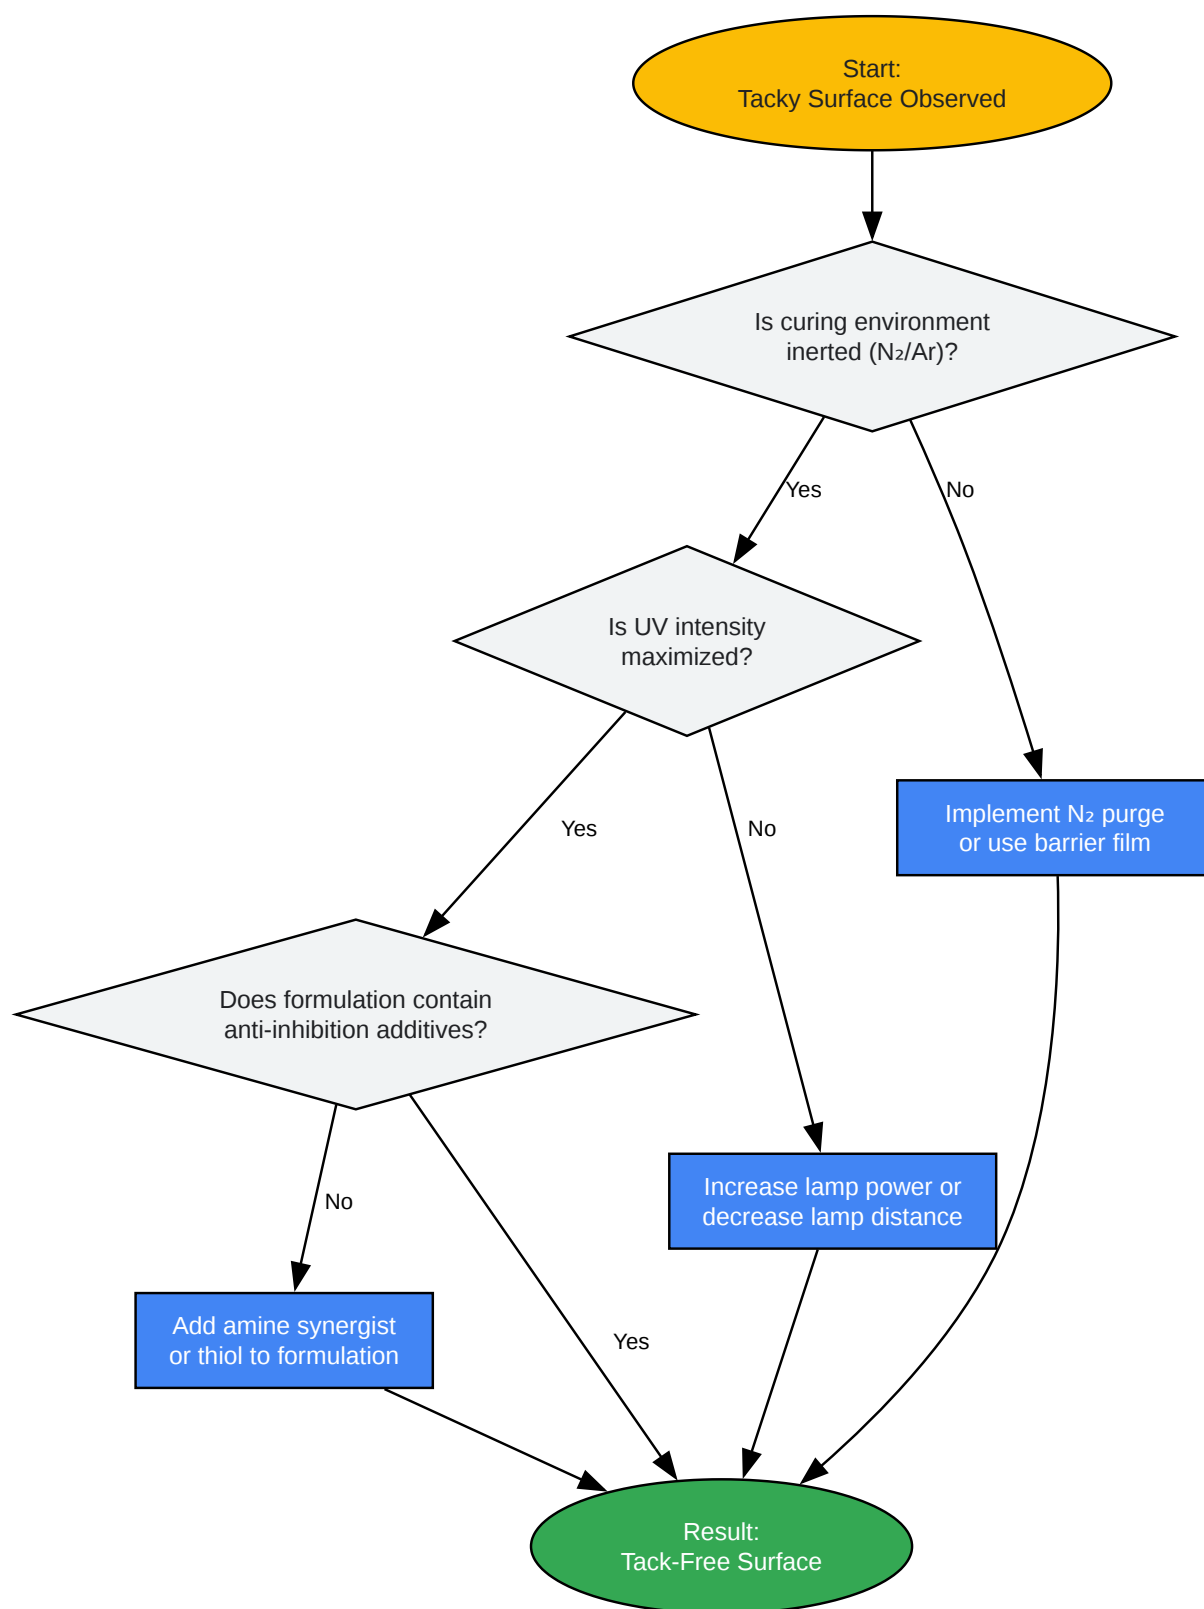 Start:
Tacky Surface Observed
Is curing environment
inerted (N₂/Ar)?
Yes
No
Is UV intensity
maximized?
Implement N₂ purge
or use barrier film
Yes
No
Does formulation contain
anti-inhibition additives?
Increase lamp power or
decrease lamp distance
No
Yes
Add amine synergist
or thiol to formulation
Result:
Tack-Free Surface